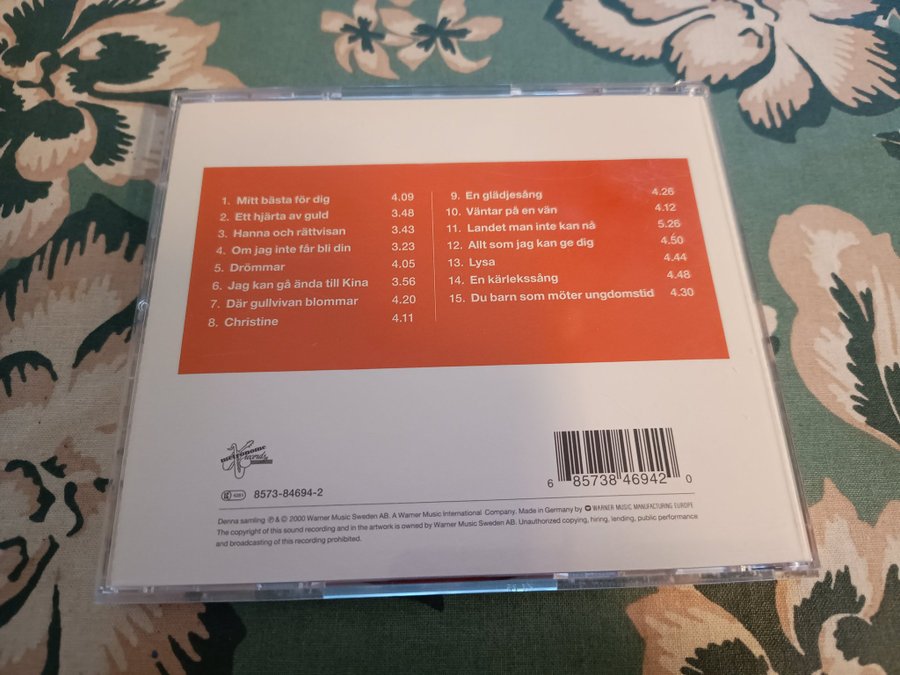 1. Mitt bästa för dig 4.09
2. Ett hjärta av guld 3.48
3. Hanna och rättvisan 3.43
4. Om jag inte får bli din 3.23
5. Drömmar 4.05
6. Jag kan gå ända till Kina 3.56
7. Där gullvivan blommar 4.20
8. Christine 4.11
9. En glädjesång 4.26
10. Väntar på en vän 4.12
11. Landet man inte kan nå 5.26
12. Allt som jag kan ge dig 4.50
13. Lysa 4.44
14. En kärlekssång 4.48
15. Du barn som möter ungdomstid 4.30
metronome
8573-84694-2
6 85738 46942 0
Denna samling ℗ & © 2000 Warner Music Sweden AB. A Warner Music International Company. Made in Germany by WARNER MUSIC MANUFACTURING EUROPE
The copyright of this sound recording and in the artwork is owned by Warner Music Sweden AB. Unauthorized copying, hiring, lending, public performance
and broadcasting of this recording prohibited.